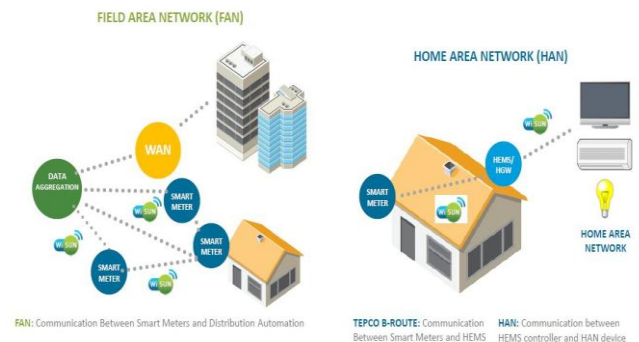 FIELD AREA NETWORK (FAN)
WAN
DATA
AGGREGATION
SMART
METER
Wi SUN
SMART
METER
Wi SUN
SMART
METER
Wi SUN
FAN: Communication Between Smart Meters and Distribution Automation
HOME AREA NETWORK (HAN)
Wi SUN
HEMS/
HGW
SMART
METER
Wi SUN
HOME AREA
NETWORK
TEPCO B-ROUTE: Communication
Between Smart Meters and HEMS
HAN: Communication between
HEMS controller and HAN device